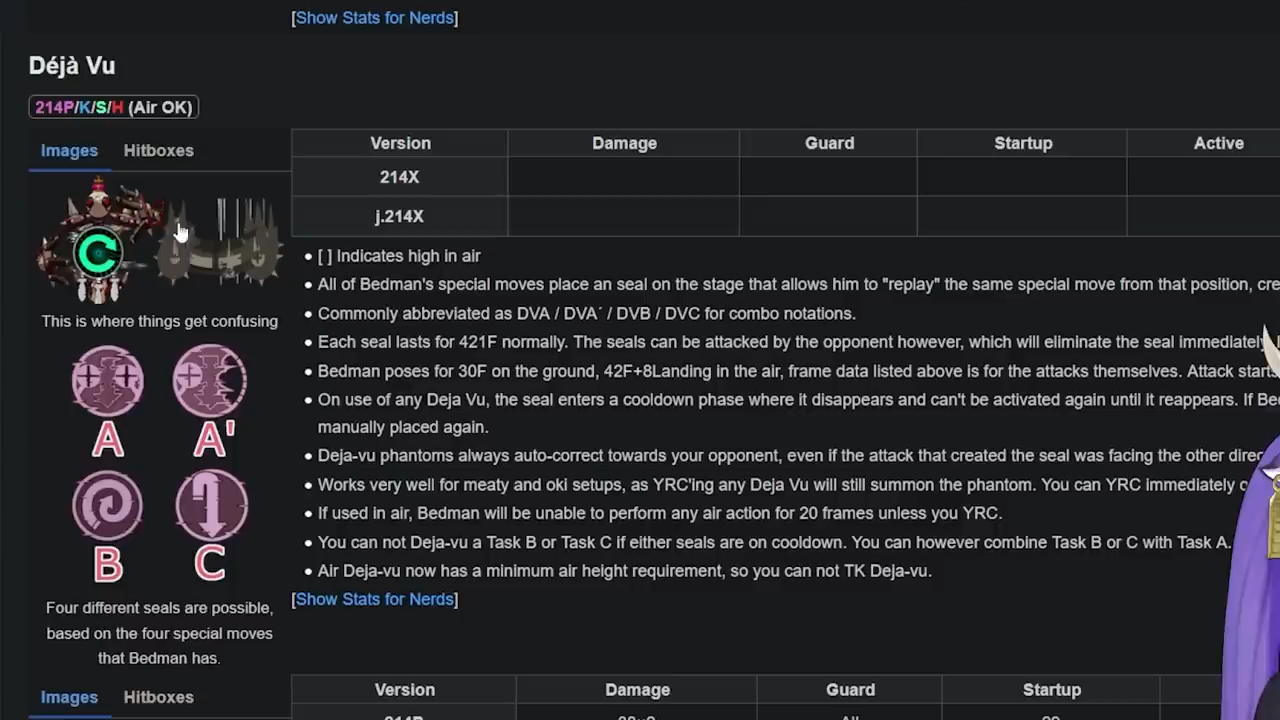 [Show Stats for Nerds]
Déjà Vu
214P/K/S/H (Air OK)
Images Hitboxes
Version Damage Guard Startup Active
214X
j.214X
This is where things get confusing
A A'
B C
Four different seals are possible,
based on the four special moves
that Bedman has.
• [ ] Indicates high in air
• All of Bedman's special moves place an seal on the stage that allows him to "replay" the same special move from that position, cre
• Commonly abbreviated as DVA / DVA´ / DVB / DVC for combo notations.
• Each seal lasts for 421F normally. The seals can be attacked by the opponent however, which will eliminate the seal immediately
• Bedman poses for 30F on the ground, 42F+8Landing in the air, frame data listed above is for the attacks themselves. Attack starts
• On use of any Deja Vu, the seal enters a cooldown phase where it disappears and can't be activated again until it reappears. If Be
manually placed again.
• Deja-vu phantoms always auto-correct towards your opponent, even if the attack that created the seal was facing the other direc
• Works very well for meaty and oki setups, as YRC'ing any Deja Vu will still summon the phantom. You can YRC immediately
• If used in air, Bedman will be unable to perform any air action for 20 frames unless you YRC.
• You can not Deja-vu a Task B or Task C if either seals are on cooldown. You can however combine Task B or C with Task A.
• Air Deja-vu now has a minimum air height requirement, so you can not TK Deja-vu.
[Show Stats for Nerds]
Images Hitboxes
Version Damage Guard Startup